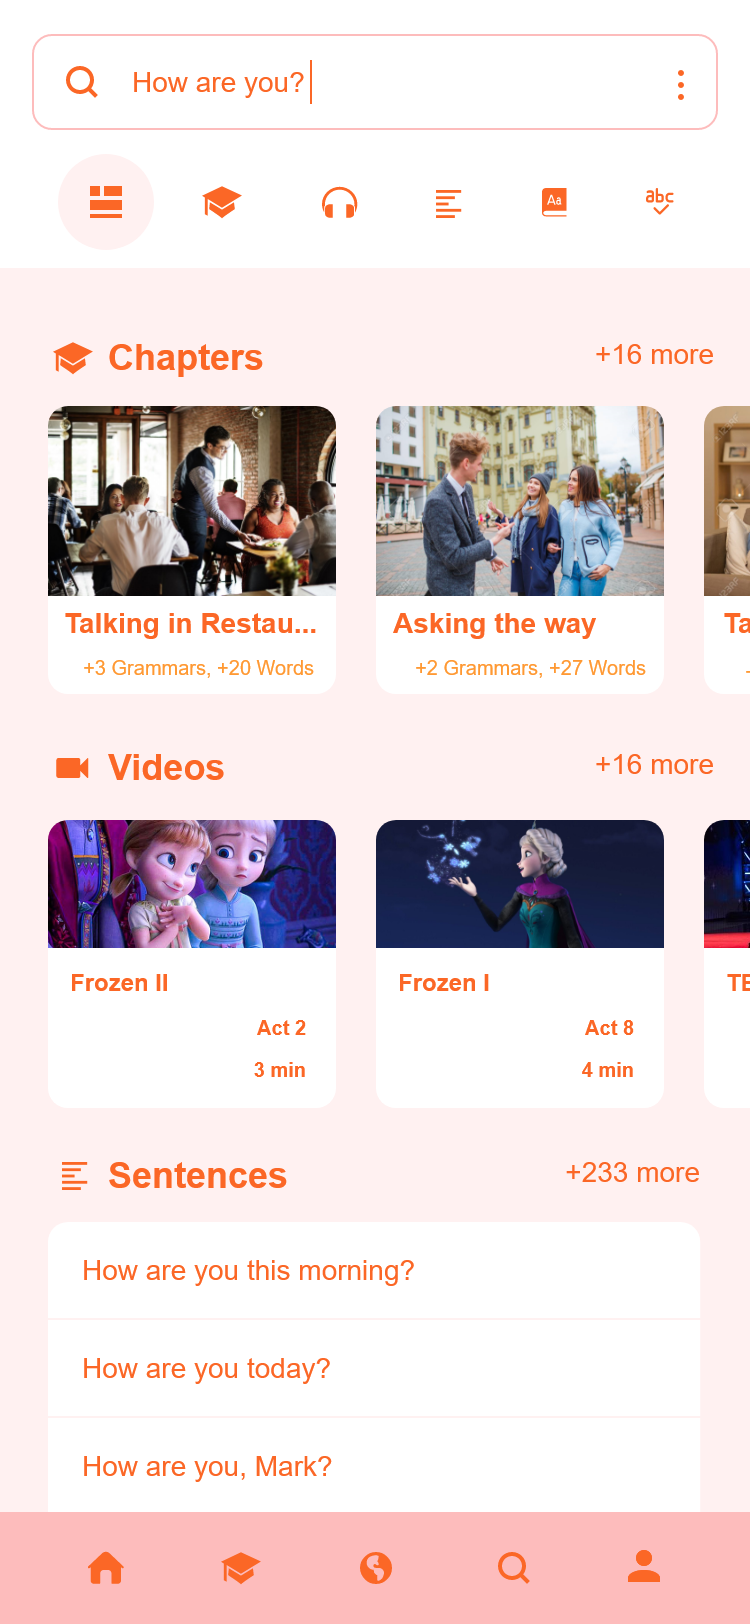 How are you?
Aa
abc
Chapters
+16 more
Talking in Restau...
Asking the way
Ta
+3 Grammars, +20 Words
+2 Grammars, +27 Words
Videos
+16 more
Frozen II
Frozen I
Act 2
Act 8
3 min
4 min
Sentences
+233 more
How are you this morning?
How are you today?
How are you, Mark?